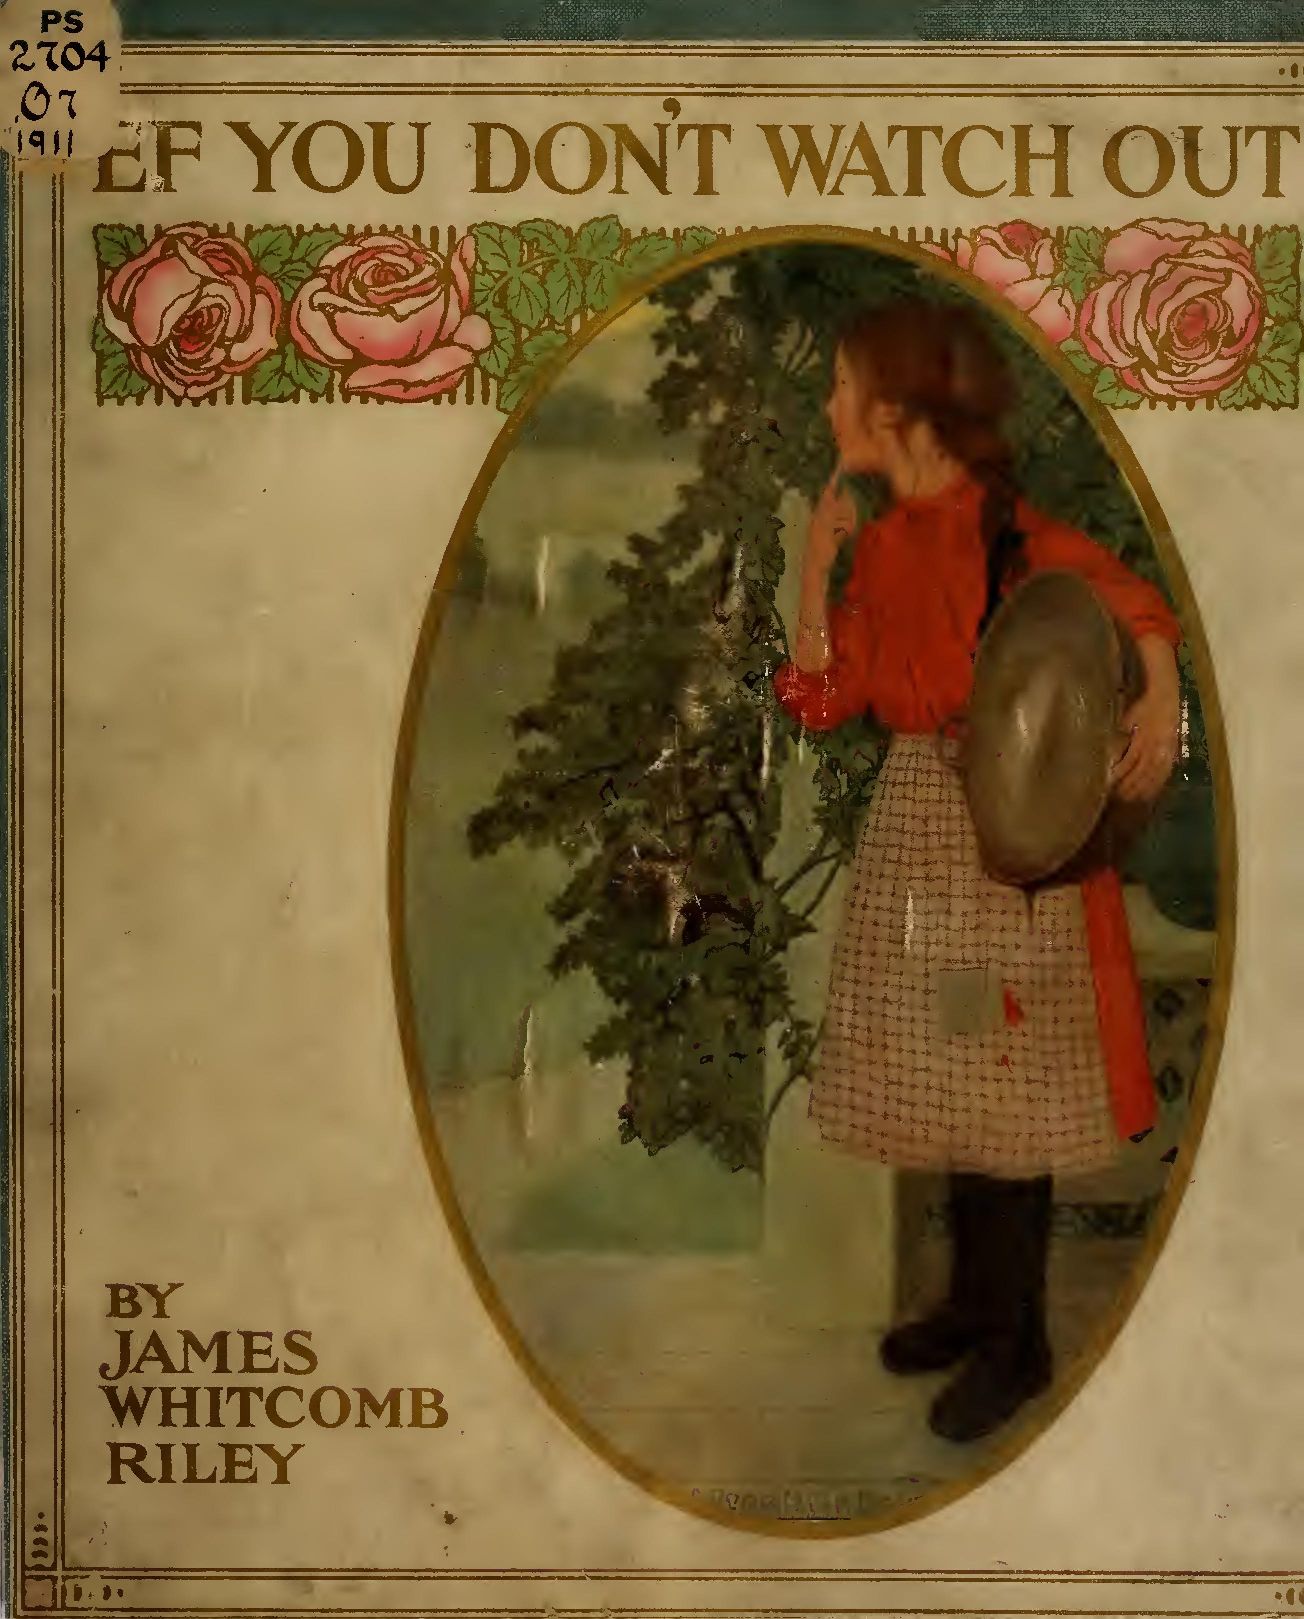 PS
2704
.O7
1911
EF YOU DON'T WATCH OUT
BY
JAMES
WHITCOMB
RILEY